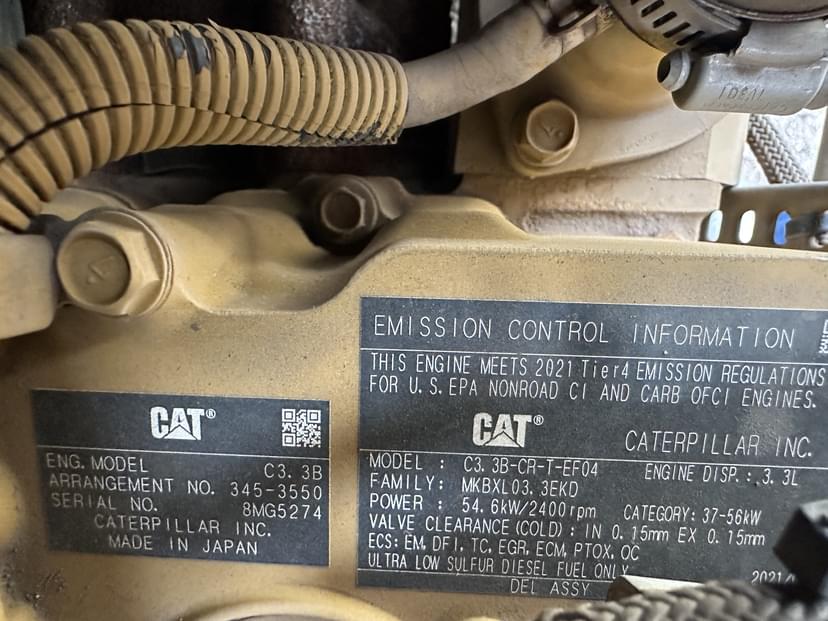 IDEAL
CAT®
ENG. MODEL C3.3B
ARRANGEMENT NO. 345-3550
SERIAL NO. 8MG5274
CATERPILLAR INC.
MADE IN JAPAN
EMISSION CONTROL INFORMATION
THIS ENGINE MEETS 2021 Tier4 EMISSION REGULATIONS
FOR U.S. EPA NONROAD CI AND CARB OFCI ENGINES.
CAT® CATERPILLAR INC.
MODEL : C3.3B-CR-T-EF04 ENGINE DISP.: 3.3L
FAMILY: MKBXL03.3EKD
POWER : 54.6kW/2400rpm CATEGORY: 37-56kW
VALVE CLEARANCE(COLD): IN 0.15mm EX 0.15mm
ECS: EM, DFI, TC, EGR, ECM, PTOX, OC
ULTRA LOW SULFUR DIESEL FUEL ONLY
2021/
DEL ASSY